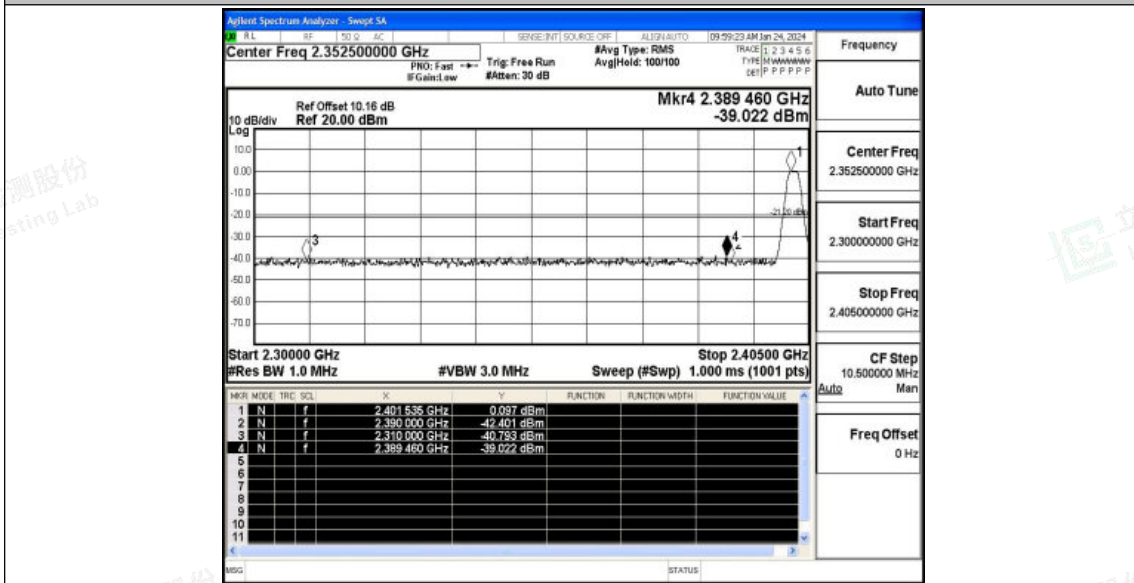 Agilent Spectrum Analyzer - Swept SA
RL RF 50 Ω AC SENSE:INT SOURCE OFF ALIGN AUTO 09:59:23 AM Jan 24, 2024
Center Freq 2.352500000 GHz
PNO: Fast
IFGain:Low
Trig: Free Run
#Atten: 30 dB
#Avg Type: RMS
Avg|Hold: 100/100
TRACE 1 2 3 4 5 6
TYPE M WWWWW
DET P P P P P P
Frequency
Mkr4 2.389 460 GHz
-39.022 dBm
Ref Offset 10.16 dB
10 dB/div Ref 20.00 dBm
Log
10.0
0.00
-10.0
-20.0
-30.0
-40.0
-50.0
-60.0
-70.0
1
-21.20 dBm
3
4
Start 2.30000 GHz Stop 2.40500 GHz
#Res BW 1.0 MHz #VBW 3.0 MHz Sweep (#Swp) 1.000 ms (1001 pts)
MKR MODE TRC SCL X Y FUNCTION FUNCTION WIDTH FUNCTION VALUE
1 N f 2.401 535 GHz 0.097 dBm
2 N f 2.390 000 GHz -42.401 dBm
3 N f 2.310 000 GHz -40.793 dBm
4 N f 2.389 460 GHz -39.022 dBm
5
6
7
8
9
10
11
MSG STATUS
Auto Tune
Center Freq
2.352500000 GHz
Start Freq
2.300000000 GHz
Stop Freq
2.405000000 GHz
CF Step
10.500000 MHz
Auto Man
Freq Offset
0 Hz
测股份
sting Lab
立